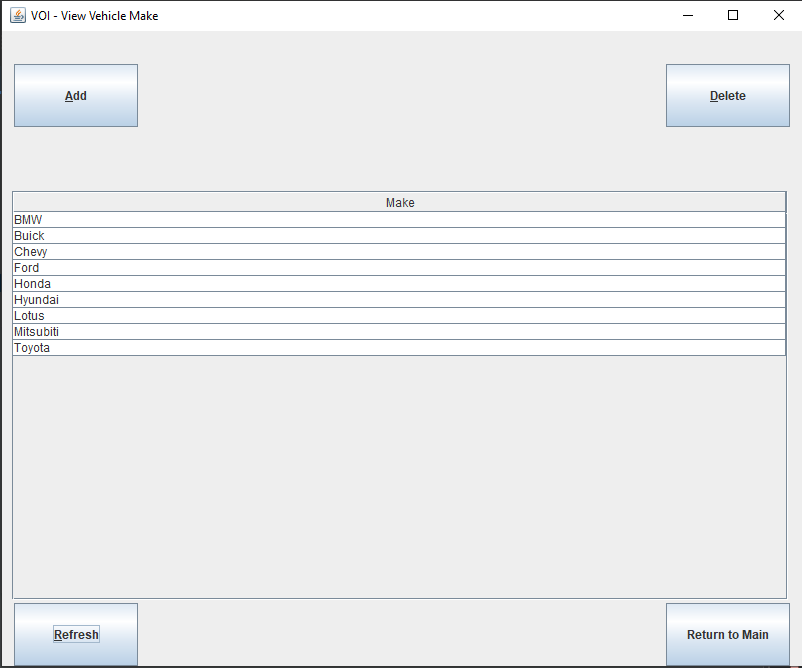 VOI - View Vehicle Make
Add
Delete
Make
BMW
Buick
Chevy
Ford
Honda
Hyundai
Lotus
Mitsubiti
Toyota
Refresh
Return to Main